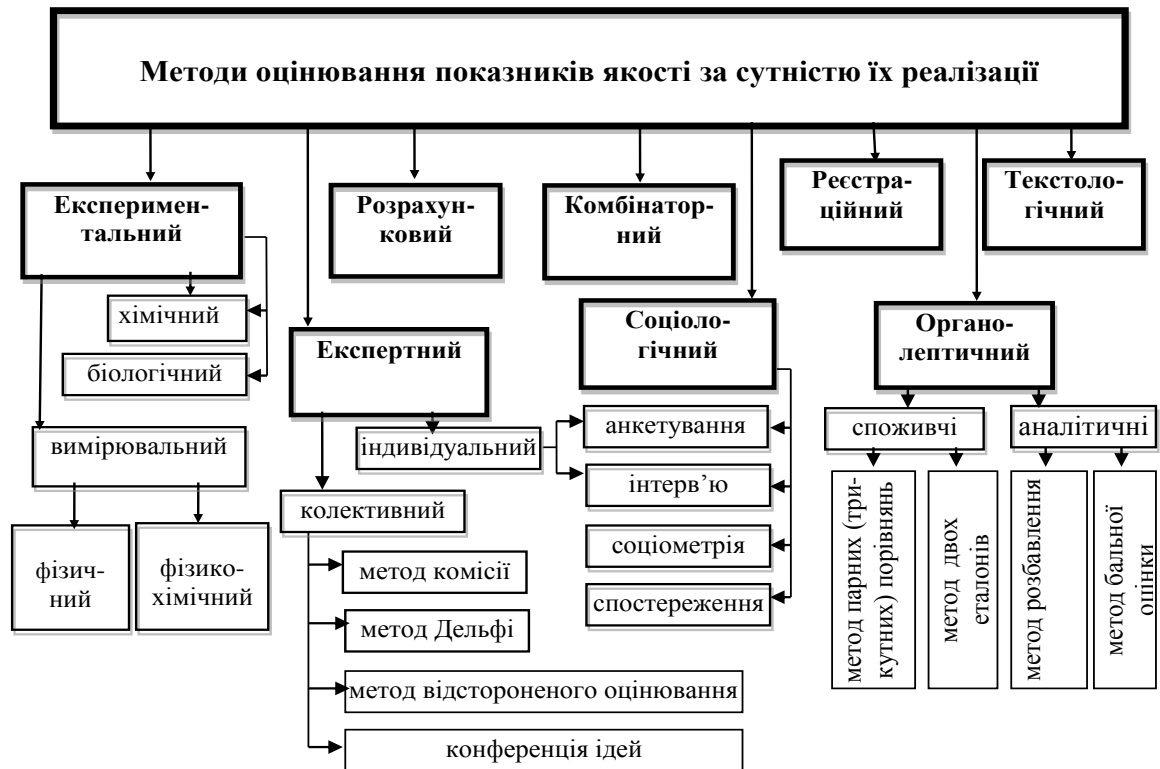 Методи оцінювання показників якості за сутністю їх реалізації
Експеримен-
тальний
Розрахун-
ковий
Комбінатор-
ний
Реєстра-
ційний
Текстоло-
гічний
хімічний
біологічний
вимірювальний
фізич-
ний
фізико-
хімічний
Експертний
індивідуальний
колективний
метод комісії
метод Дельфі
метод відстороненого оцінювання
конференція ідей
Соціоло-
гічний
анкетування
інтерв’ю
соціометрія
спостереження
Органо-
лептичний
споживчі
аналітичні
метод парних (три-
кутних) порівнянь
метод двох
еталонів
метод розбавлення
метод бальної
оцінки